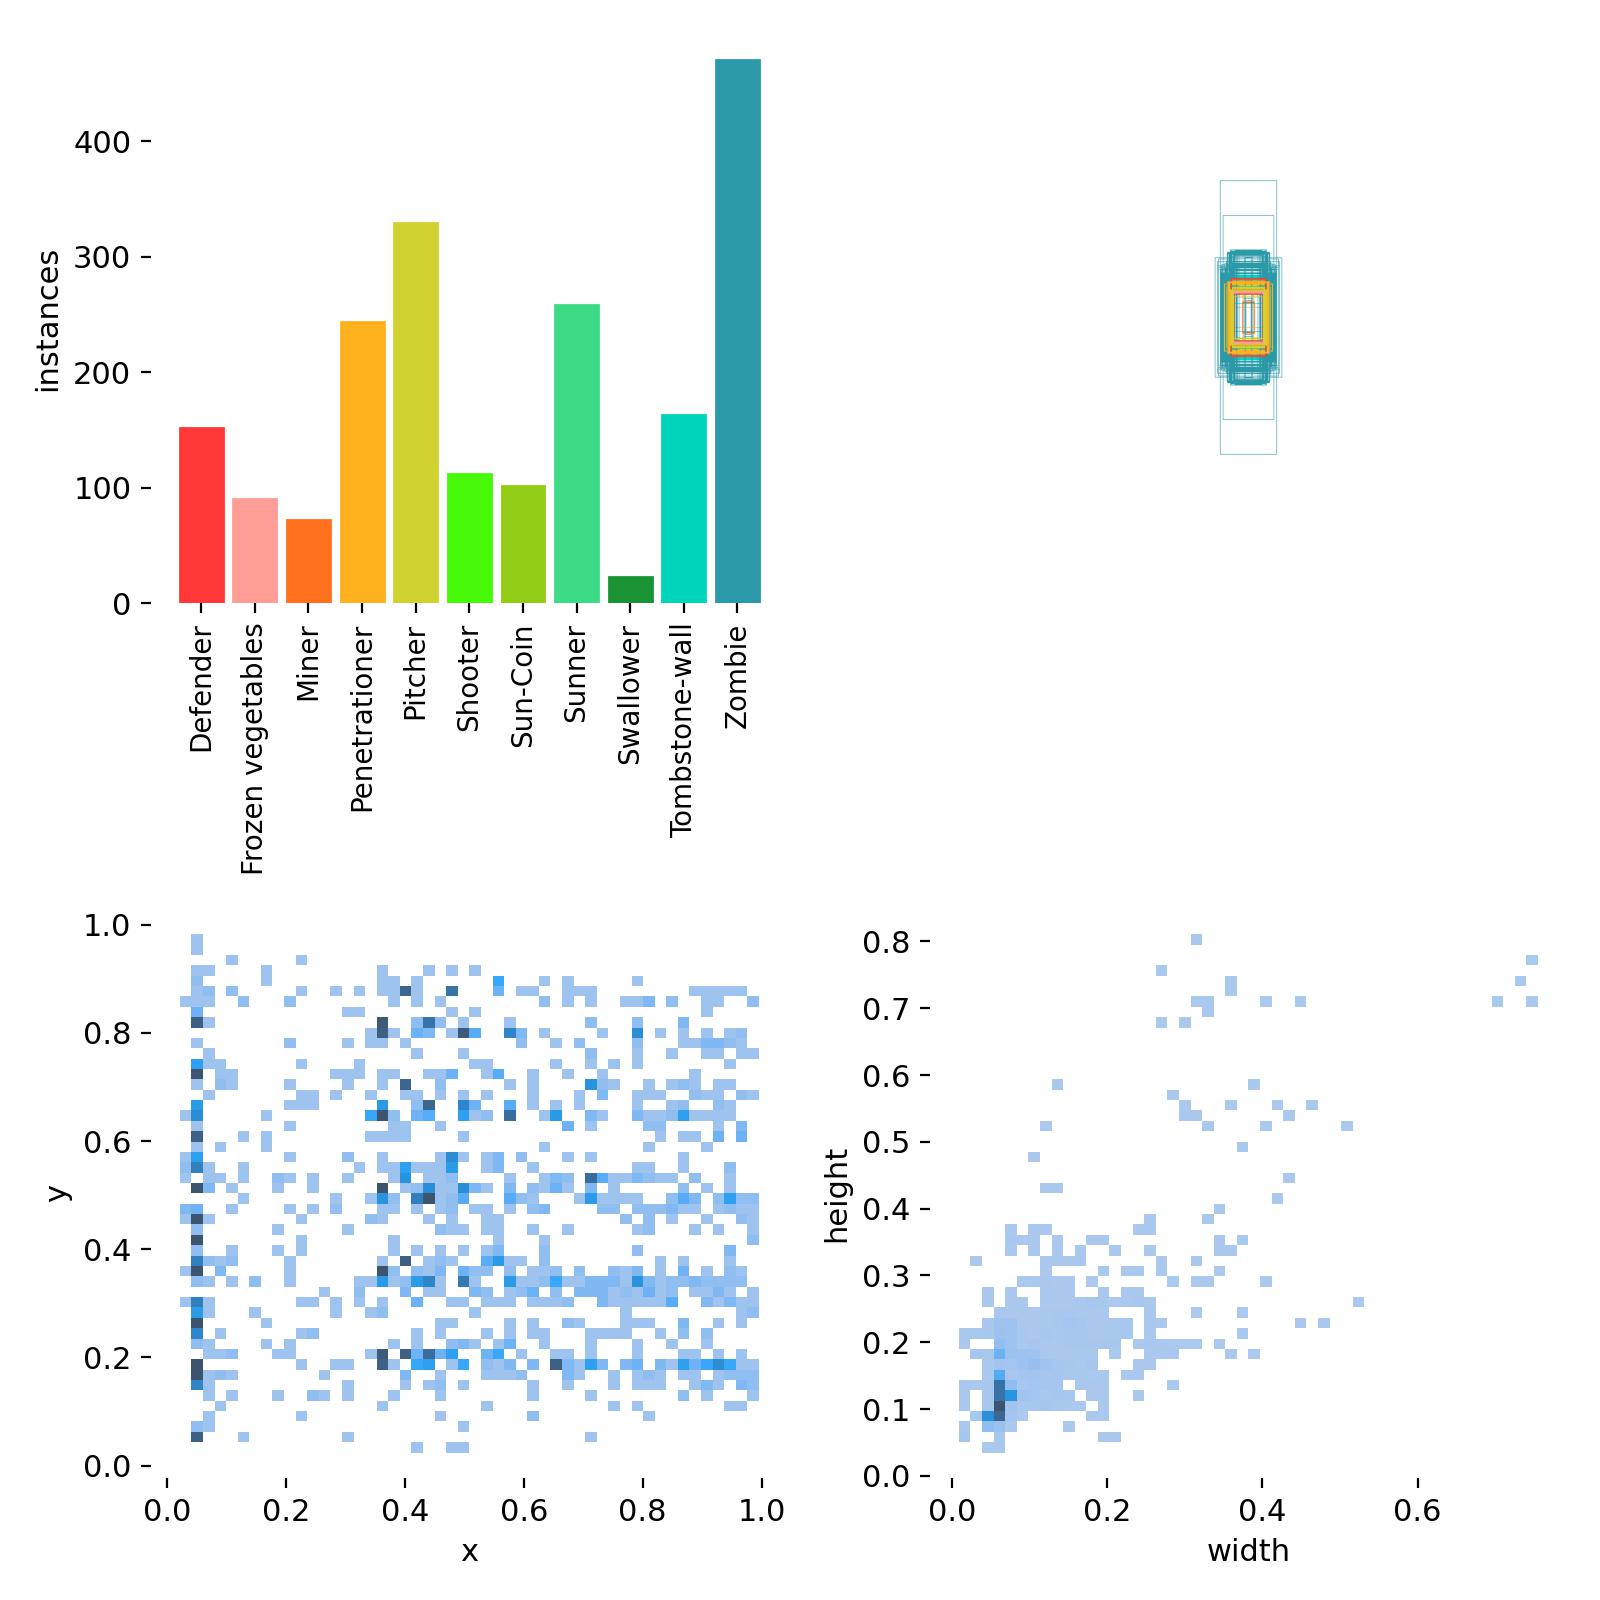 400
300
200
100
0
instances
Defender
Frozen vegetables
Miner
Penetrationer
Pitcher
Shooter
Sun-Coin
Sunner
Swallower
Tombstone-wall
Zombie
1.0
0.8
0.6
0.4
0.2
0.0
y
0.0 0.2 0.4 0.6 0.8 1.0
x
0.8
0.7
0.6
0.5
0.4
0.3
0.2
0.1
0.0
height
0.0 0.2 0.4 0.6
width